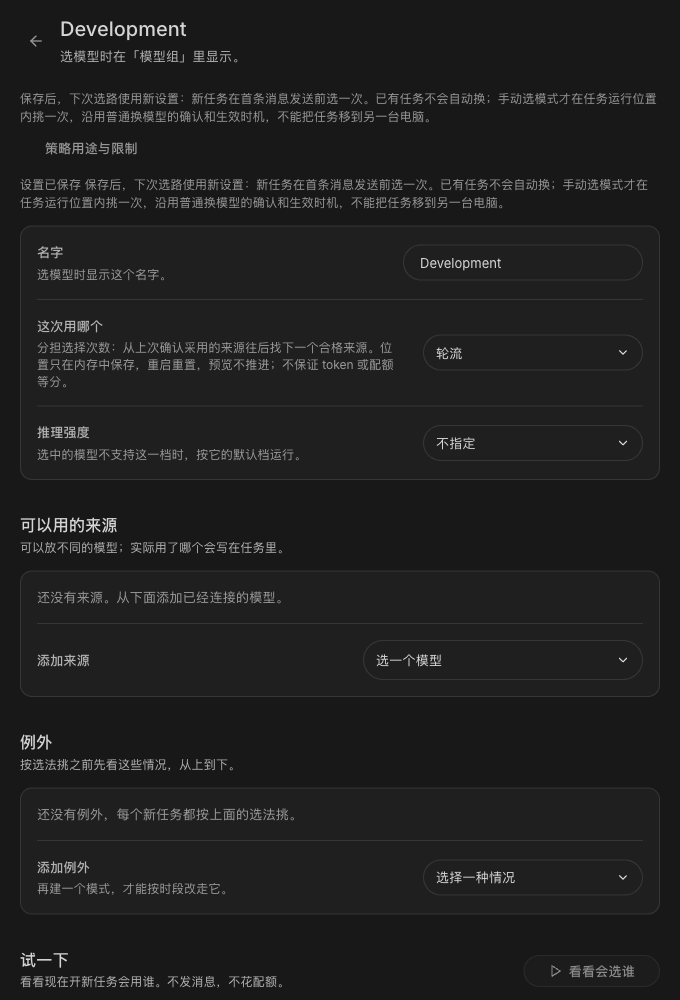 Development
选模型时在「模型组」里显示。
保存后，下次选路使用新设置：新任务在首条消息发送前选一次。已有任务不会自动换；手动选模式才在任务运行位置
内挑一次，沿用普通换模型的确认和生效时机，不能把任务移到另一台电脑。
策略用途与限制
设置已保存 保存后，下次选路使用新设置：新任务在首条消息发送前选一次。已有任务不会自动换；手动选模式才在
任务运行位置内挑一次，沿用普通换模型的确认和生效时机，不能把任务移到另一台电脑。
名字
选模型时显示这个名字。
Development
这次用哪个
分担选择次数：从上次确认采用的来源往后找下一个合格来源。位
置只在内存中保存，重启重置，预览不推进；不保证 token 或配额
等分。
轮流
推理强度
选中的模型不支持这一档时，按它的默认档运行。
不指定
可以用的来源
可以放不同的模型；实际用了哪个会写在任务里。
还没有来源。从下面添加已经连接的模型。
添加来源
选一个模型
例外
按选法挑之前先看这些情况，从上到下。
还没有例外，每个新任务都按上面的选法挑。
添加例外
再建一个模式，才能按时段改走它。
选择一种情况
试一下
看看现在开新任务会用谁。不发消息，不花配额。
看看会选谁